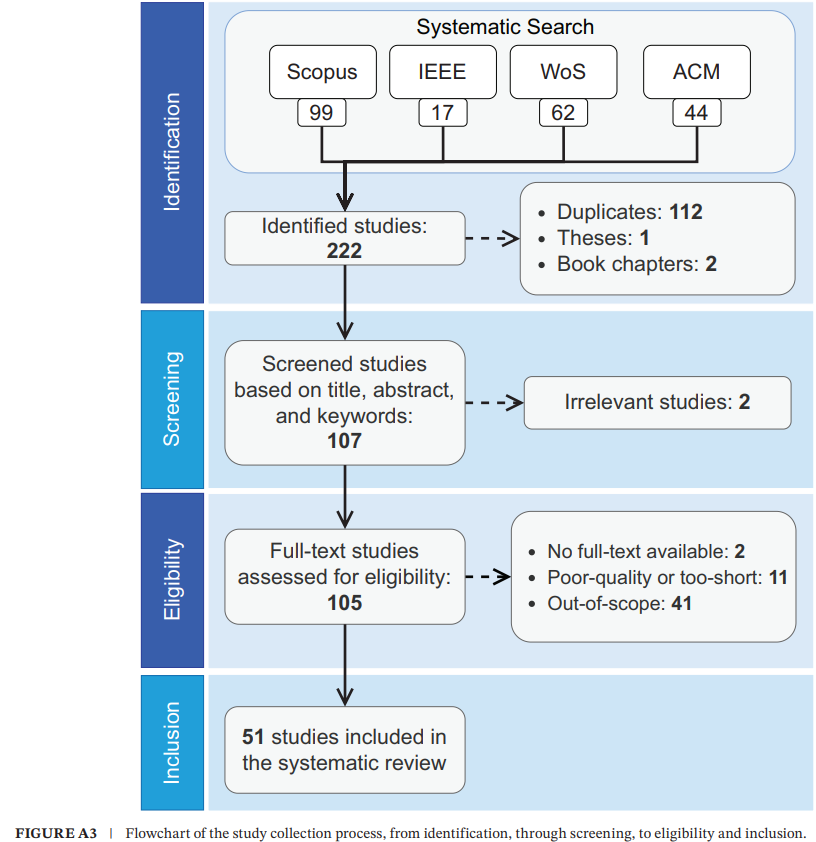 Identification
Systematic Search
Scopus
IEEE
WoS
ACM
99
17
62
44
Identified studies:
222
• Duplicates: 112
• Theses: 1
• Book chapters: 2
Screening
Screened studies
based on title, abstract,
and keywords:
107
Irrelevant studies: 2
Eligibility
Full-text studies
assessed for eligibility:
105
• No full-text available: 2
• Poor-quality or too-short: 11
• Out-of-scope: 41
Inclusion
51 studies included in
the systematic review
FIGURE A3 | Flowchart of the study collection process, from identification, through screening, to eligibility and inclusion.